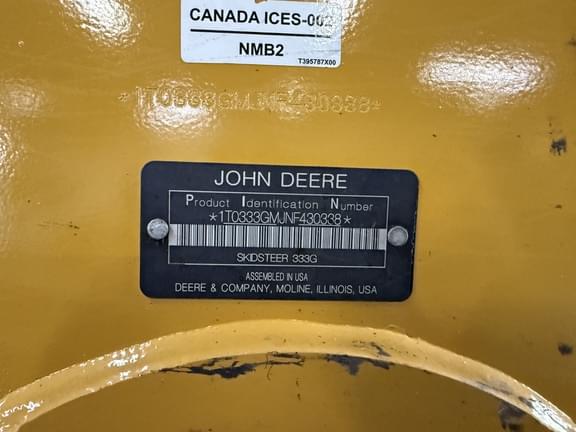 CANADA ICES-002
NMB2
T395787X00
*1T0333GMJNF430338*
JOHN DEERE
P I N
Product Identification Number
*1T0333GMJNF430338*
SKIDSTEER 333G
ASSEMBLED IN USA
DEERE & COMPANY, MOLINE, ILLINOIS, USA